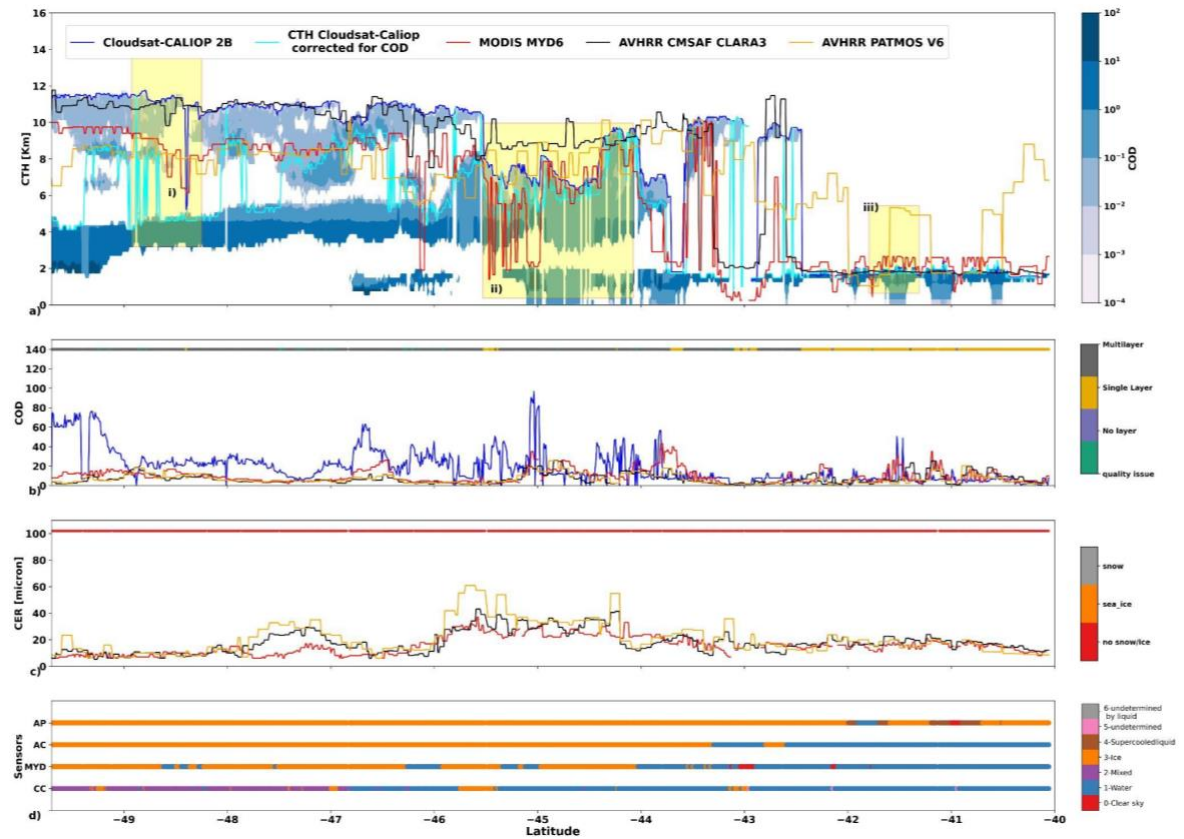 16
14
12
10
8
6
4
2
0
CTH [Km]
Cloudsat-CALIOP 2B
CTH Cloudsat-Caliop
corrected for COD
MODIS MYD6
AVHRR CMSAF CLARA3
AVHRR PATMOS V6
i)
ii)
iii)
a)
10²
10¹
10⁰
10⁻¹
10⁻²
10⁻³
10⁻⁴
COD
140
120
100
80
60
40
20
0
COD
b)
Multilayer
Single Layer
No layer
quality issue
100
80
60
40
20
0
CER [micron]
c)
snow
sea_ice
no snow/ice
AP
AC
MYD
CC
Sensors
d)
6-undetermined
by liquid
5-undetermined
4-Supercooledliquid
3-Ice
2-Mixed
1-Water
0-Clear sky
−49 −48 −47 −46 −45 −44 −43 −42 −41 −40
Latitude